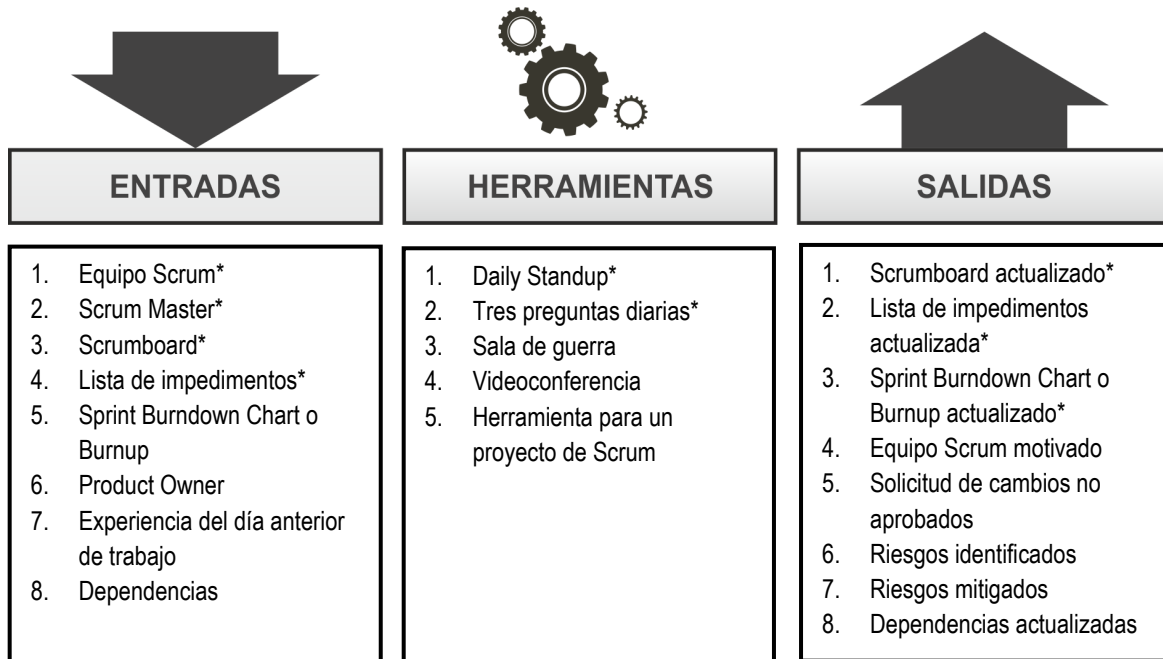 ENTRADAS
1. Equipo Scrum*
2. Scrum Master*
3. Scrumboard*
4. Lista de impedimentos*
5. Sprint Burndown Chart o
Burnup
6. Product Owner
7. Experiencia del día anterior
de trabajo
8. Dependencias
HERRAMIENTAS
1. Daily Standup*
2. Tres preguntas diarias*
3. Sala de guerra
4. Videoconferencia
5. Herramienta para un
proyecto de Scrum
SALIDAS
1. Scrumboard actualizado*
2. Lista de impedimentos
actualizada*
3. Sprint Burndown Chart o
Burnup actualizado*
4. Equipo Scrum motivado
5. Solicitud de cambios no
aprobados
6. Riesgos identificados
7. Riesgos mitigados
8. Dependencias actualizadas